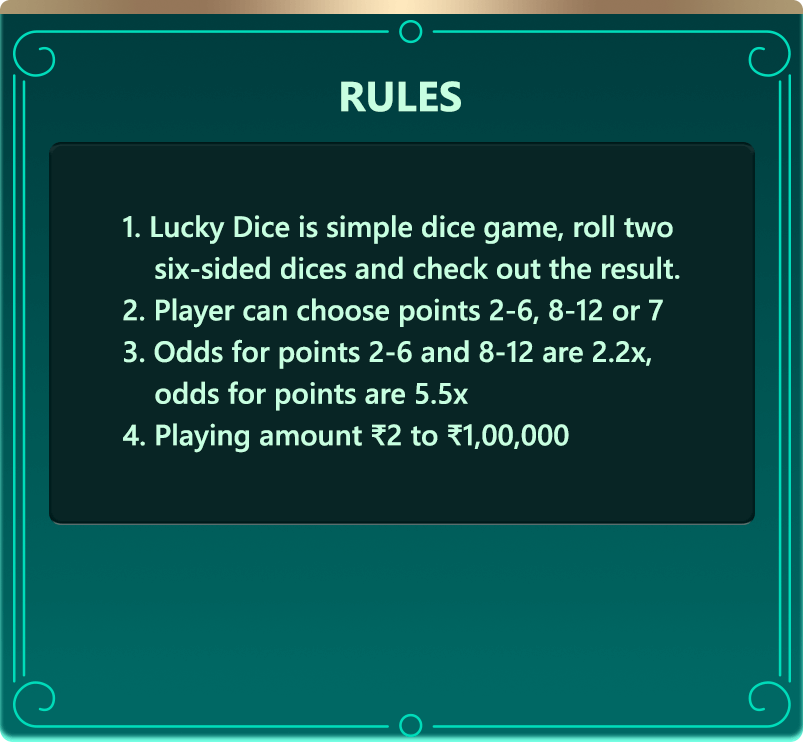 RULES
1. Lucky Dice is simple dice game, roll two
six-sided dices and check out the result.
2. Player can choose points 2-6, 8-12 or 7
3. Odds for points 2-6 and 8-12 are 2.2x,
odds for points are 5.5x
4. Playing amount ₹2 to ₹1,00,000